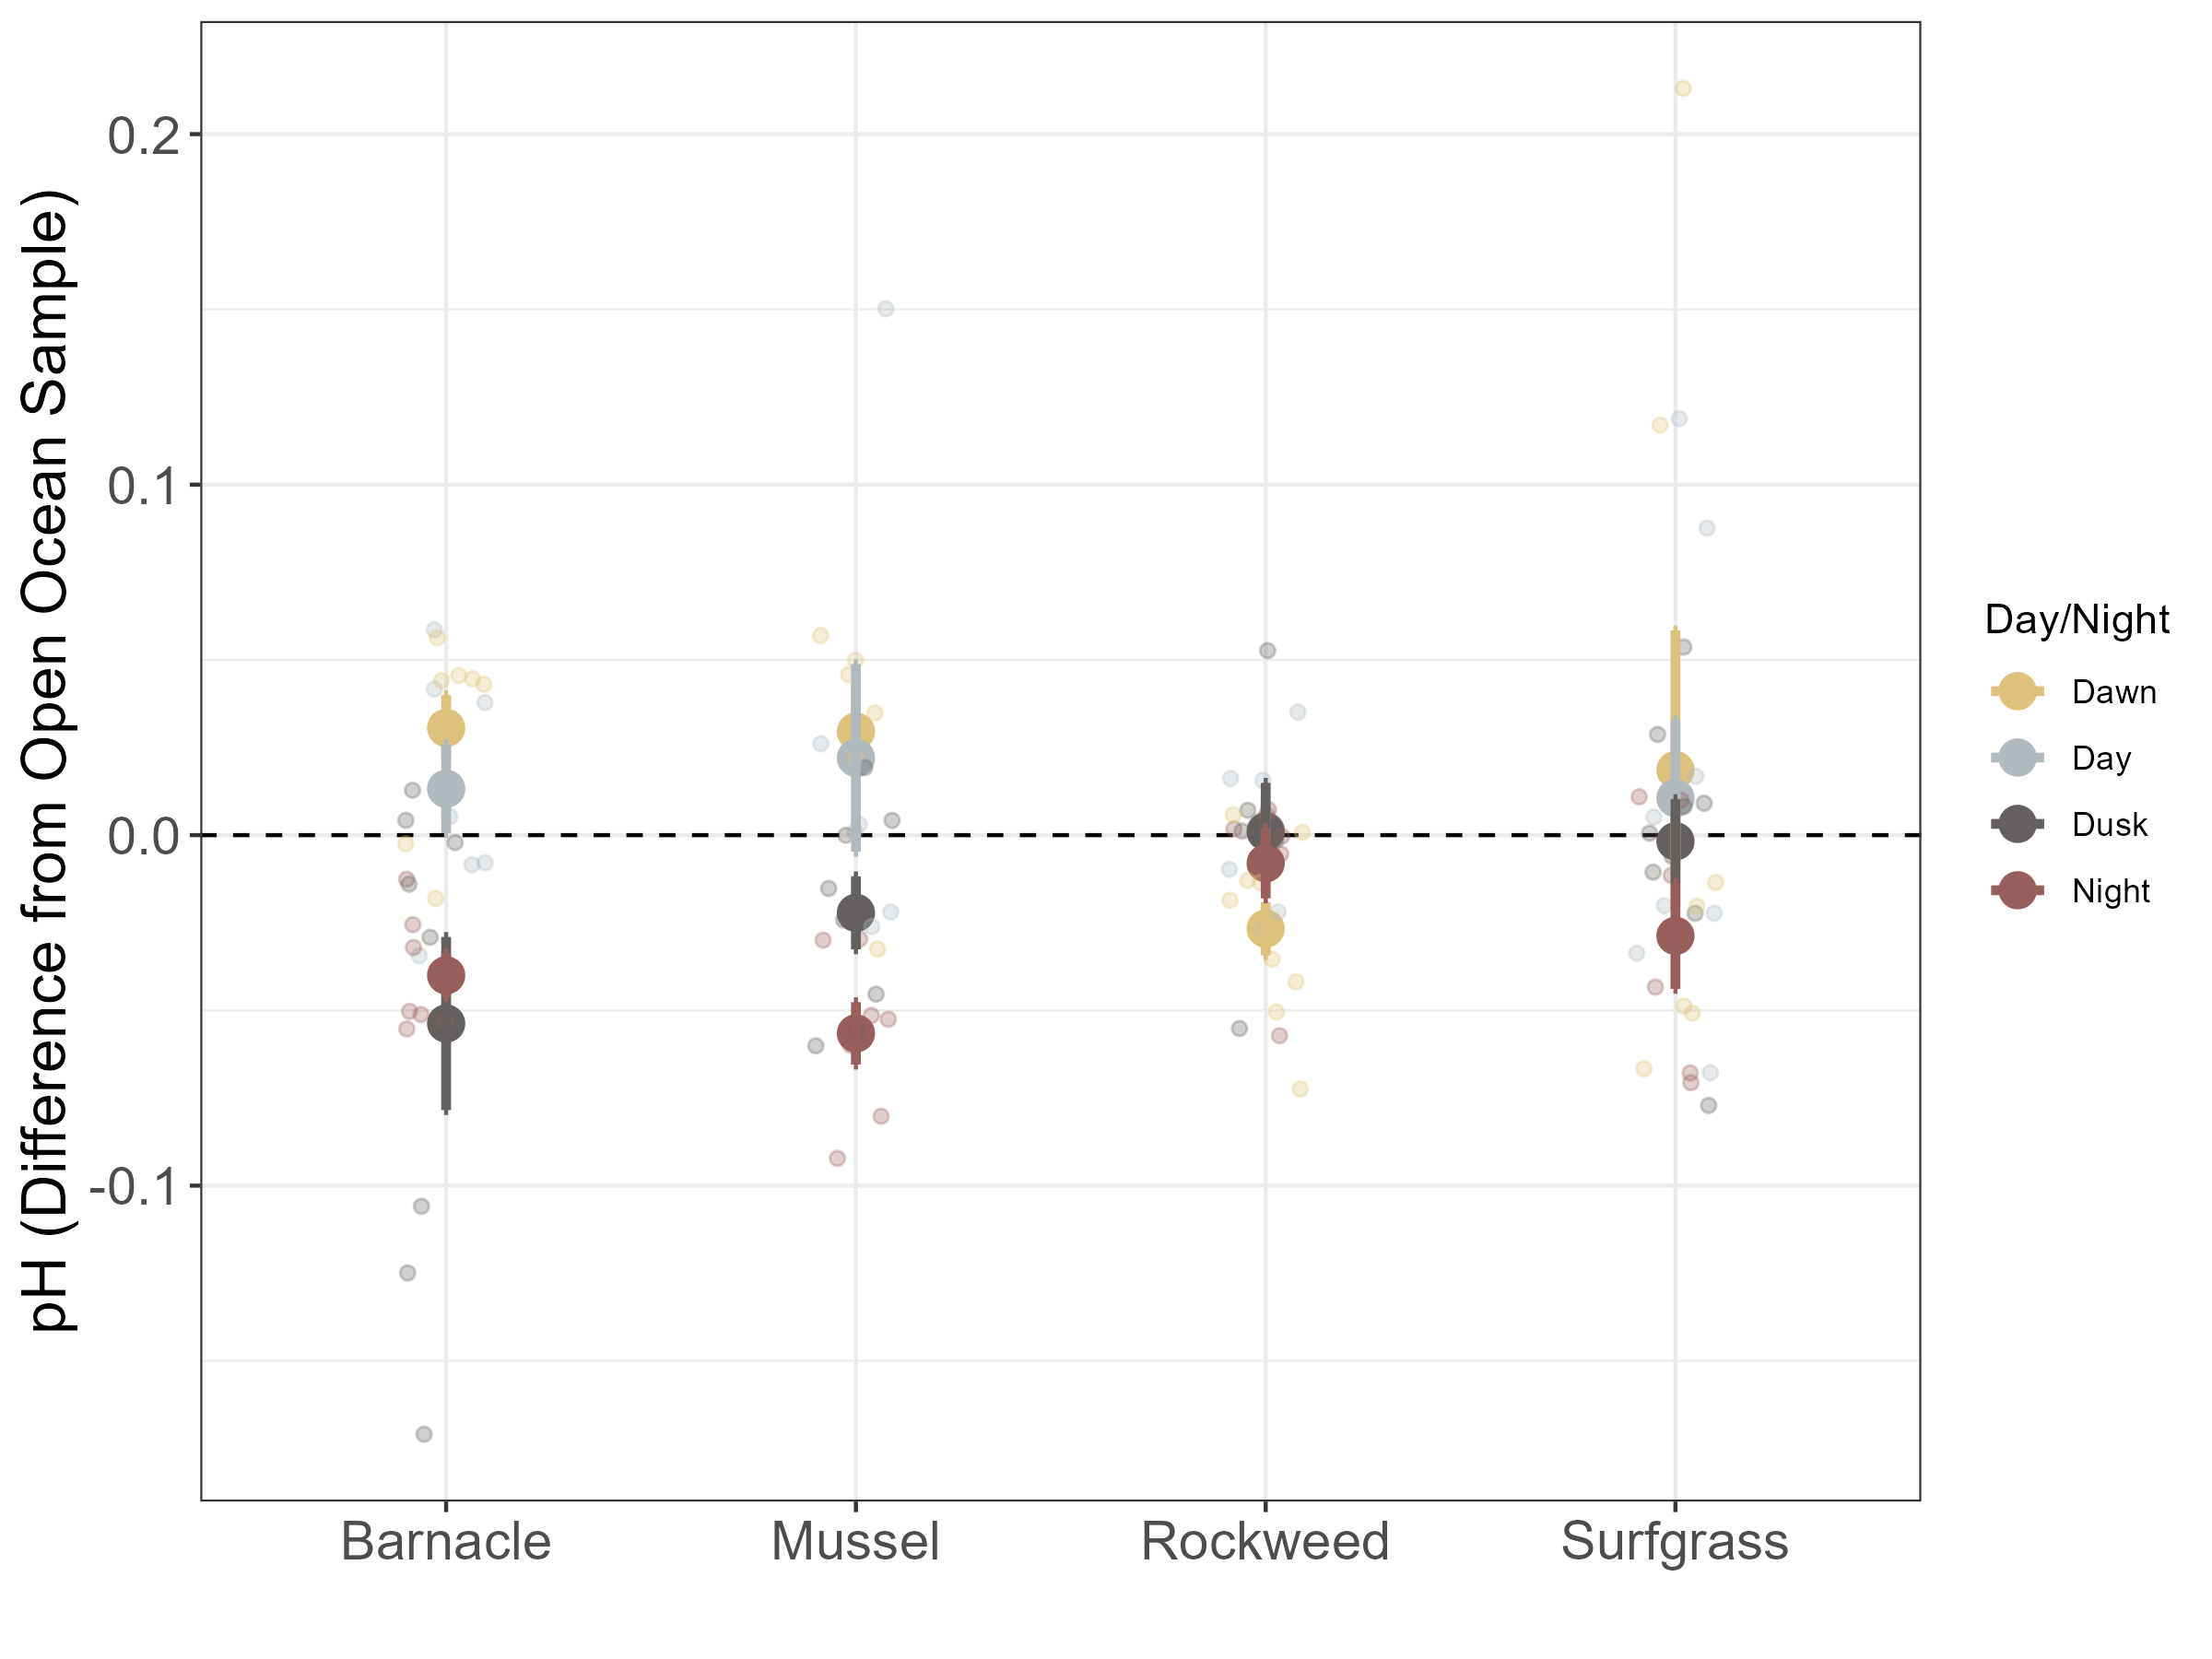 pH (Difference from Open Ocean Sample)
0.2
0.1
0.0
-0.1
Barnacle
Mussel
Rockweed
Surfgrass
Day/Night
Dawn
Day
Dusk
Night